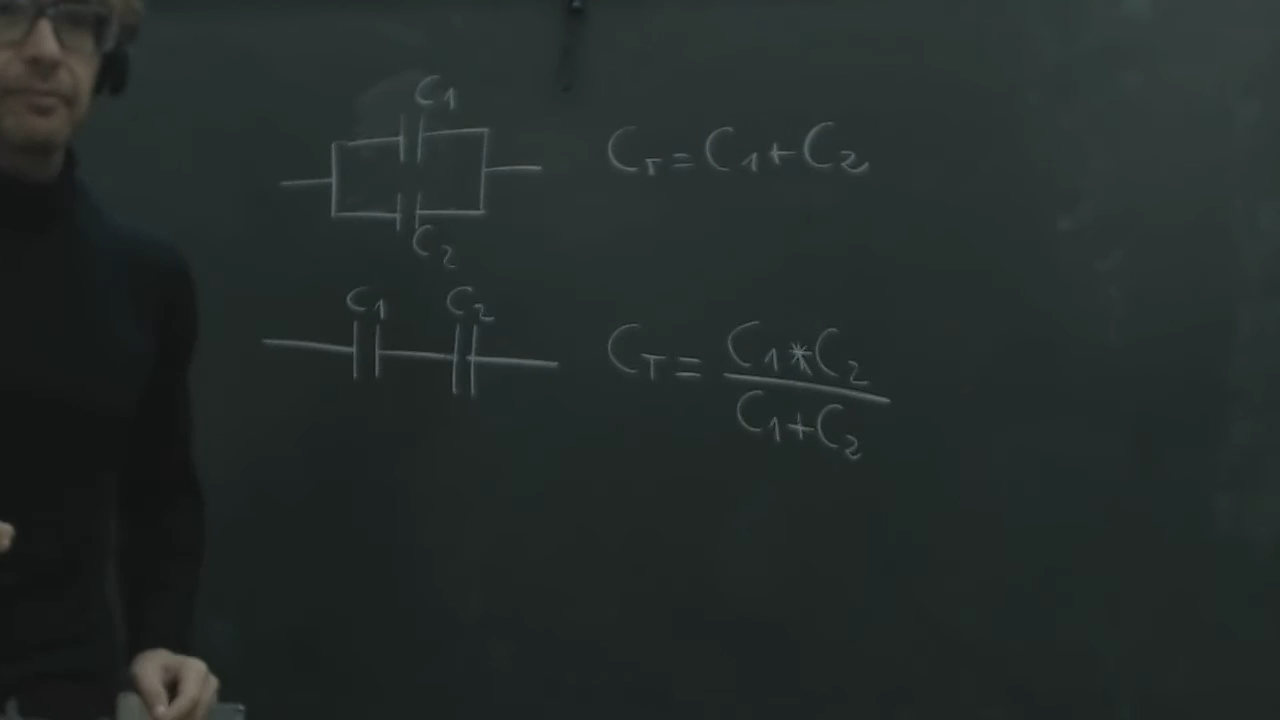 C1
C_T = C1 + C2
C2
C1 C2
C_T = C1 * C2
C1 + C2